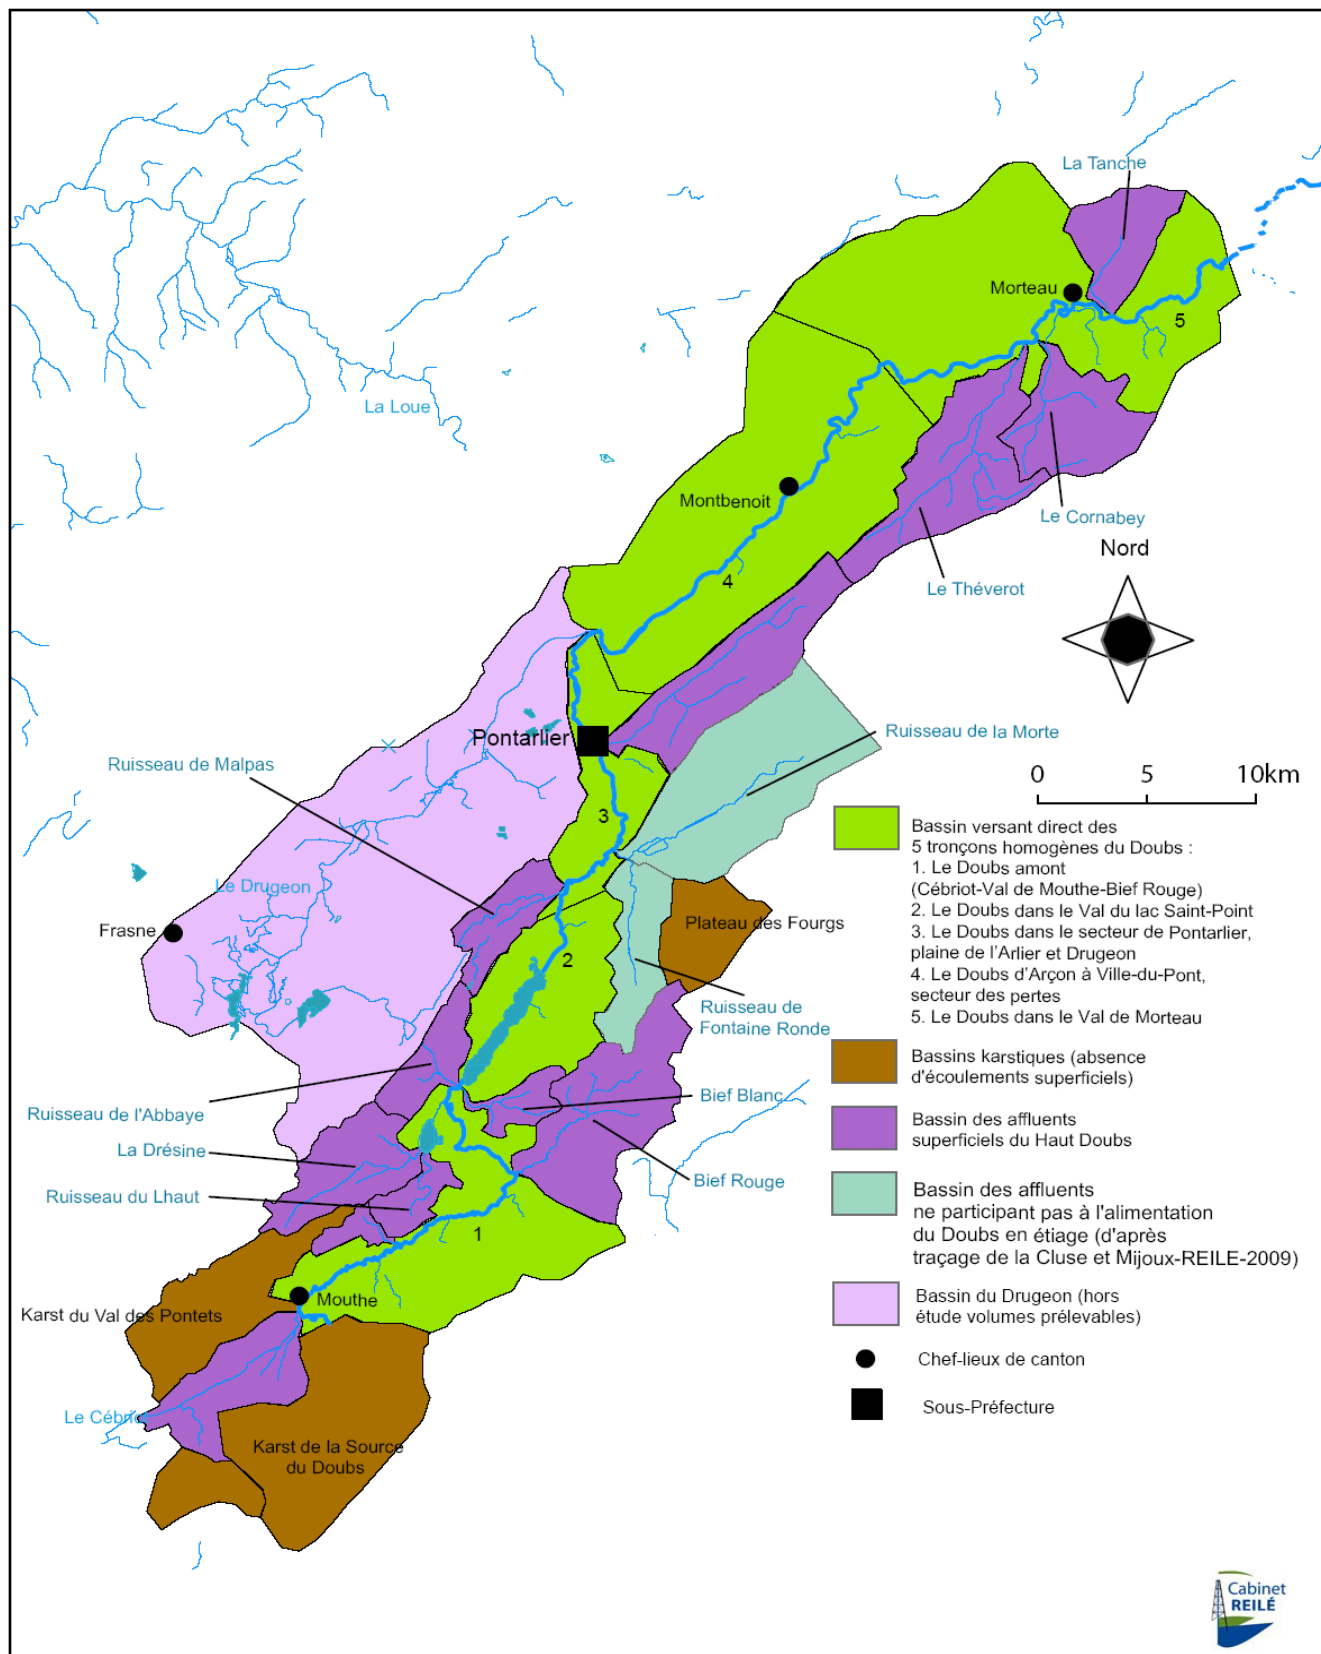 La Tanche
Morteau
5
La Loue
Montbenoit
Le Cornabey
Nord
4
Le Théverot
Pontarlier
Ruisseau de la Morte
Ruisseau de Malpas
0 5 10km
3
Bassin versant direct des
5 tronçons homogènes du Doubs :
1. Le Doubs amont
(Cébriot-Val de Mouthe-Bief Rouge)
2. Le Doubs dans le Val du lac Saint-Point
3. Le Doubs dans le secteur de Pontarlier,
plaine de l'Arlier et Drugeon
4. Le Doubs d'Arçon à Ville-du-Pont,
secteur des pertes
5. Le Doubs dans le Val de Morteau
Le Drugeon
Frasne
Plateau des Fourgs
2
Ruisseau de
Fontaine Ronde
Bassins karstiques (absence
d'écoulements superficiels)
Bief Blanc
Ruisseau de l'Abbaye
Bassin des affluents
superficiels du Haut Doubs
La Drésine
Bief Rouge
Ruisseau du Lhaut
Bassin des affluents
ne participant pas à l'alimentation
du Doubs en étiage (d'après
traçage de la Cluse et Mijoux-REILE-2009)
1
Mouthe
Karst du Val des Pontets
Bassin du Drugeon (hors
étude volumes prélevables)
Chef-lieux de canton
Sous-Préfecture
Le Cébriot
Karst de la Source
du Doubs
Cabinet
REILÉ